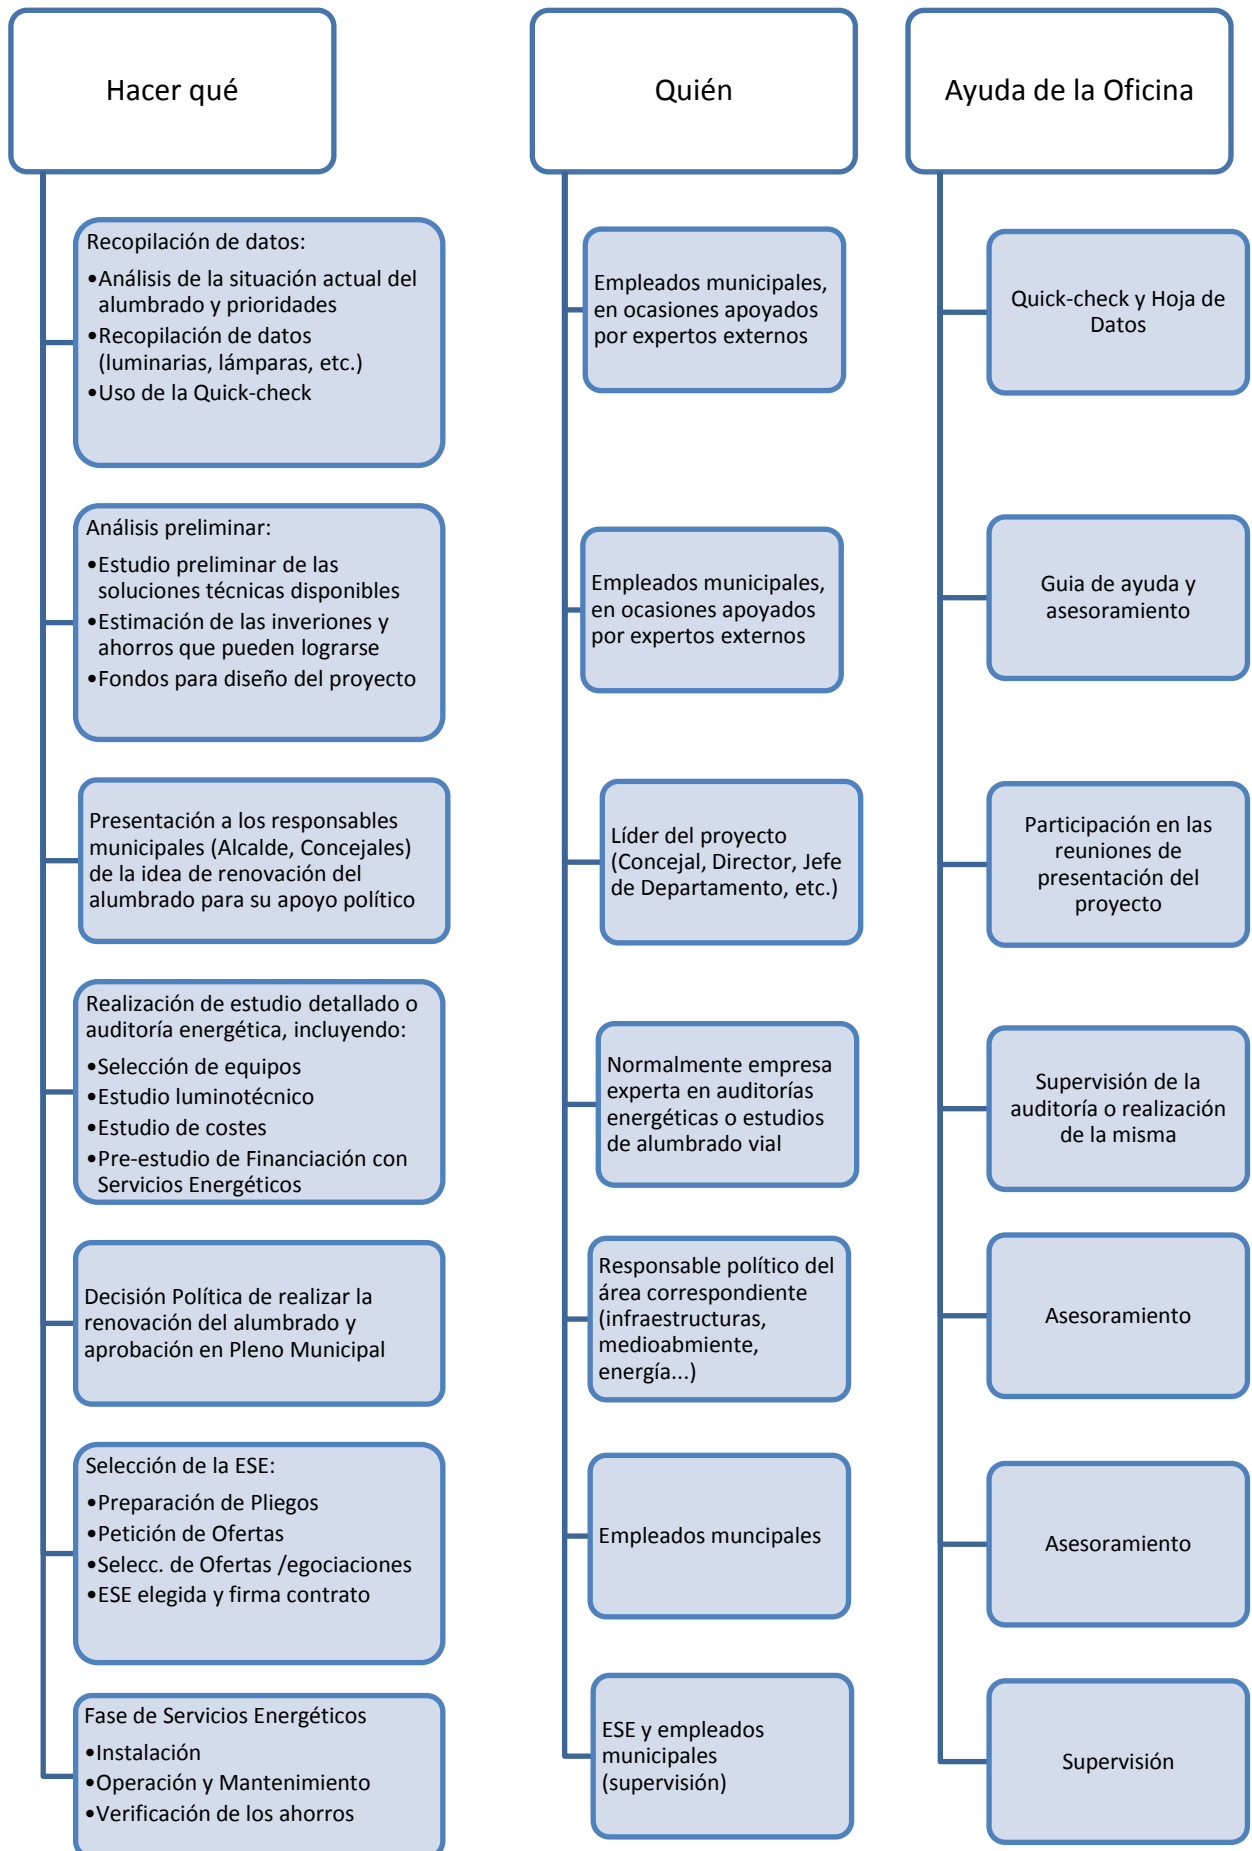 Hacer qué
Recopilación de datos:
•Análisis de la situación actual del
alumbrado y prioridades
•Recopilación de datos
(luminarias, lámparas, etc.)
•Uso de la Quick-check
Análisis preliminar:
•Estudio preliminar de las
soluciones técnicas disponibles
•Estimación de las inveriones y
ahorros que pueden lograrse
•Fondos para diseño del proyecto
Presentación a los responsables
municipales (Alcalde, Concejales)
de la idea de renovación del
alumbrado para su apoyo político
Realización de estudio detallado o
auditoría energética, incluyendo:
•Selección de equipos
•Estudio luminotécnico
•Estudio de costes
•Pre-estudio de Financiación con
Servicios Energéticos
Decisión Política de realizar la
renovación del alumbrado y
aprobación en Pleno Municipal
Selección de la ESE:
•Preparación de Pliegos
•Petición de Ofertas
•Selecc. de Ofertas /egociaciones
•ESE elegida y firma contrato
Fase de Servicios Energéticos
•Instalación
•Operación y Mantenimiento
•Verificación de los ahorros
Quién
Empleados municipales,
en ocasiones apoyados
por expertos externos
Empleados municipales,
en ocasiones apoyados
por expertos externos
Líder del proyecto
(Concejal, Director, Jefe
de Departamento, etc.)
Normalmente empresa
experta en auditorías
energéticas o estudios
de alumbrado vial
Responsable político del
área correspondiente
(infraestructuras,
medioabmiente,
energía...)
Empleados muncipales
ESE y empleados
municipales
(supervisión)
Ayuda de la Oficina
Quick-check y Hoja de
Datos
Guia de ayuda y
asesoramiento
Participación en las
reuniones de
presentación del
proyecto
Supervisión de la
auditoría o realización
de la misma
Asesoramiento
Asesoramiento
Supervisión